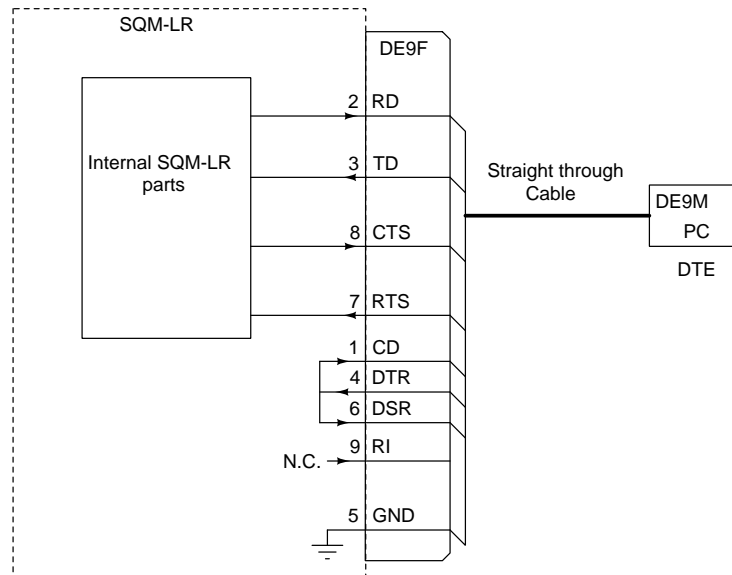 SQM-LR
DE9F
2 RD
Internal SQM-LR
parts
3 TD
8 CTS
7 RTS
1 CD
4 DTR
6 DSR
9 RI
N.C.
5 GND
Straight through
Cable
DE9M
PC
DTE